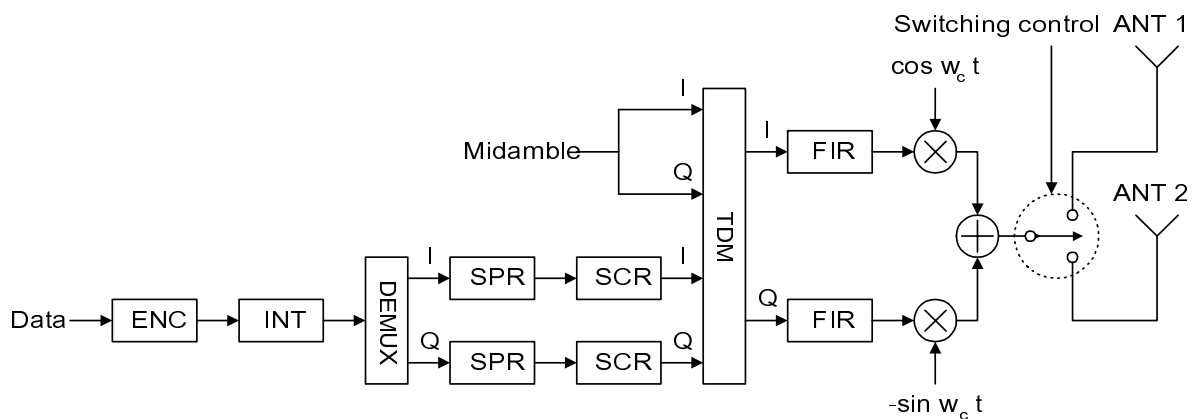 Switching control ANT 1
cos w_c t
I
Midamble
I
FIR
Q
ANT 2
TDM
I
SPR
SCR
I
DEMUX
Data
ENC
INT
Q
FIR
Q
SPR
SCR
Q
-sin w_c t